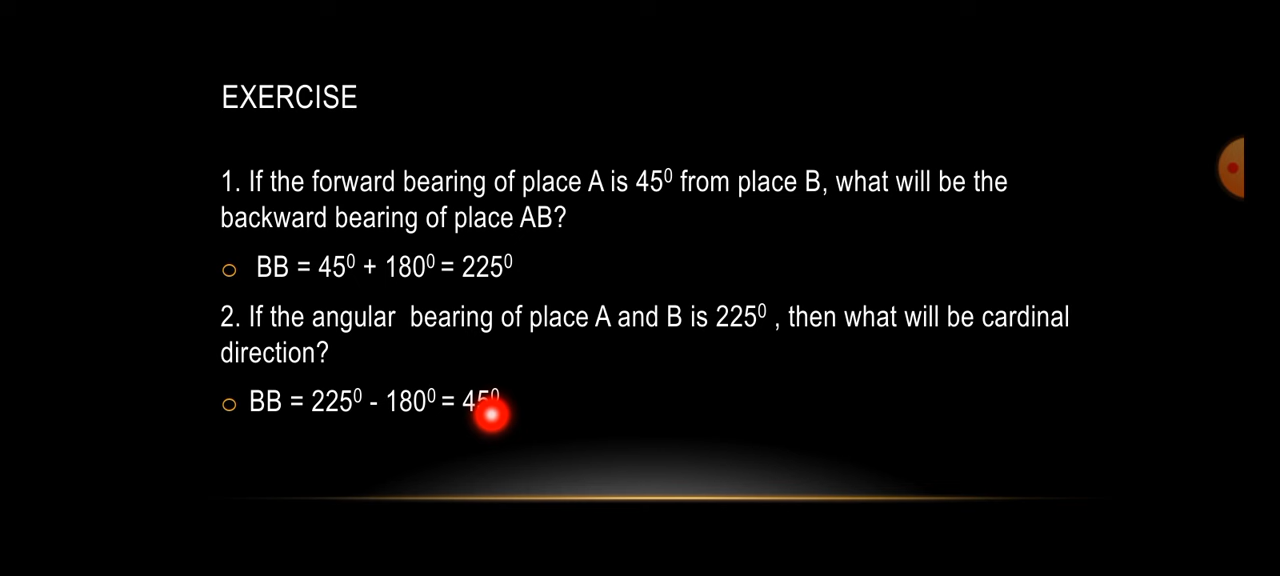 EXERCISE
1. If the forward bearing of place A is 45⁰ from place B, what will be the
backward bearing of place AB?
o BB = 45⁰ + 180⁰ = 225⁰
2. If the angular bearing of place A and B is 225⁰ , then what will be cardinal
direction?
o BB = 225⁰ - 180⁰ = 45⁰